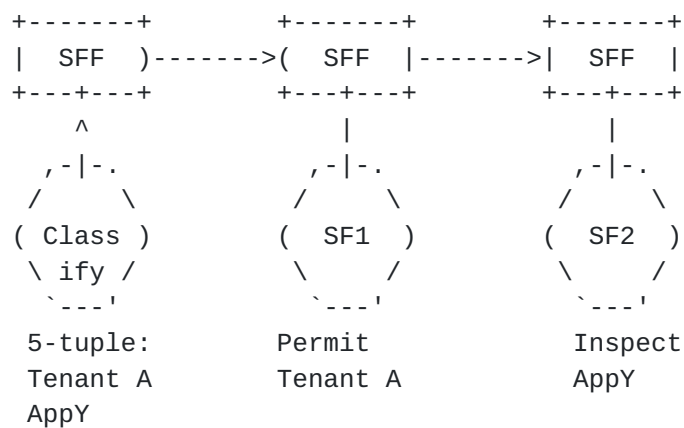 +-------+        +-------+        +-------+
|  SFF  )------->(  SFF  |------->|  SFF  |
+---+---+        +---+---+        +---+---+
    ^                |                |
  ,-|-.            ,-|-.            ,-|-.
 /     \          /     \          /     \
( Class )        (  SF1  )        (  SF2  )
 \ ify /          \     /          \     /
  `---'            `---'            `---'
 5-tuple:        Permit             Inspect
 Tenant A        Tenant A           AppY
 AppY